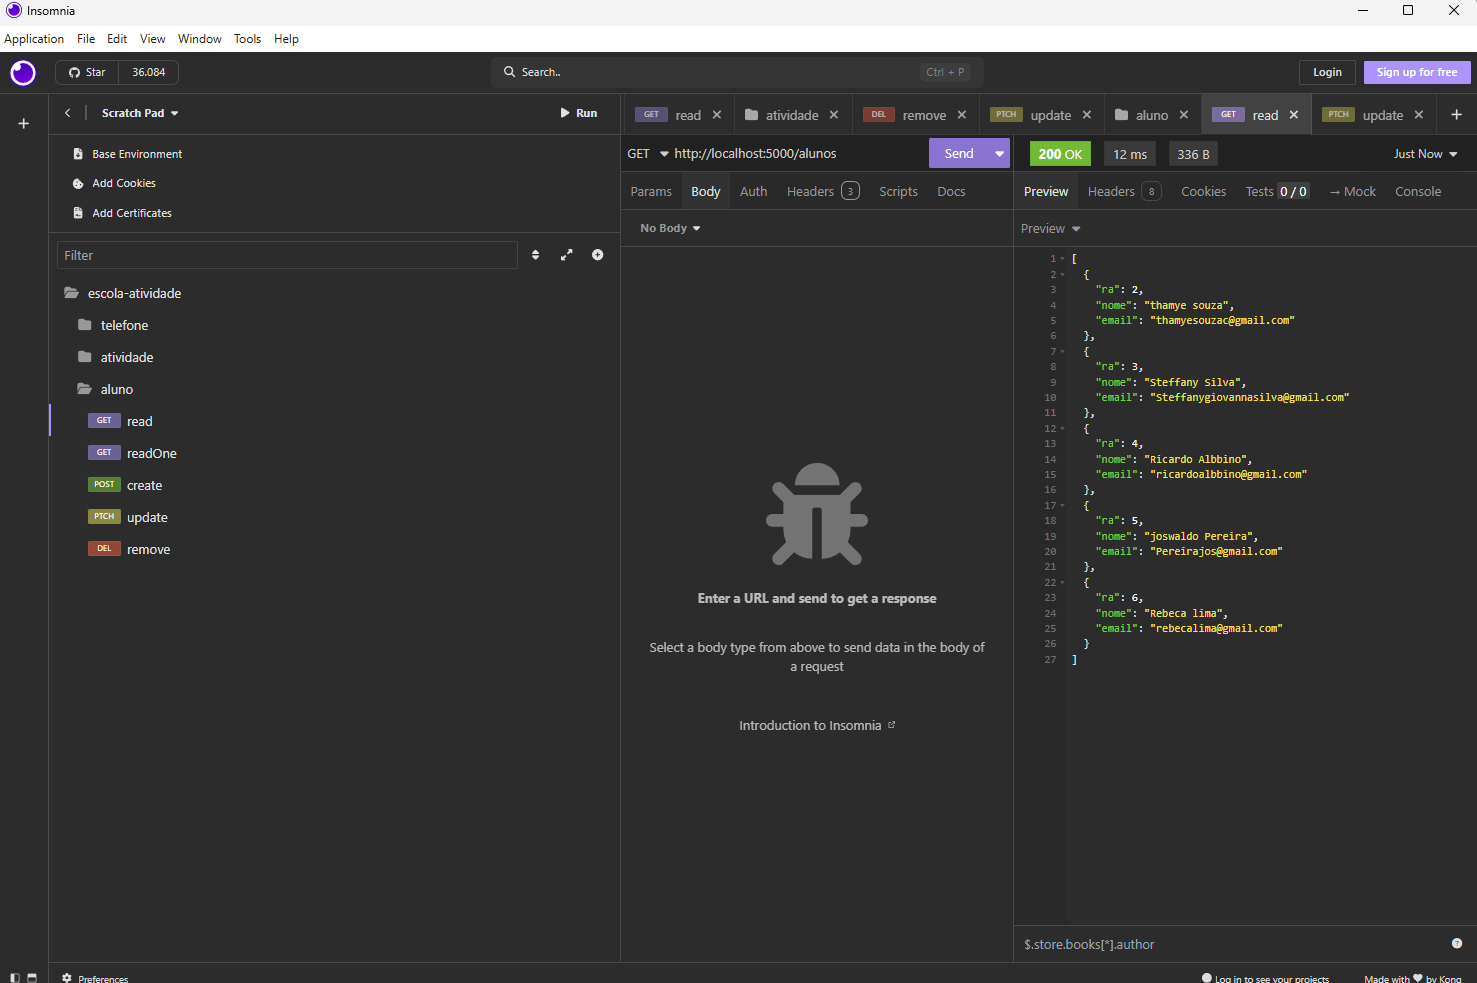 Insomnia
Application File Edit View Window Tools Help
Star 36.084
Search.. Ctrl + P
Login Sign up for free
Scratch Pad
Run
Base Environment
Add Cookies
Add Certificates
Filter
escola-atividade
telefone
atividade
aluno
GET read
GET readOne
POST create
PTCH update
DEL remove
GET read
atividade
DEL remove
PTCH update
aluno
GET read
PTCH update
GET http://localhost:5000/alunos Send
Params Body Auth Headers 3 Scripts Docs
No Body
Enter a URL and send to get a response
Select a body type from above to send data in the body of
a request
Introduction to Insomnia
200 OK 12 ms 336 B Just Now
Preview Headers 8 Cookies Tests 0 / 0 → Mock Console
Preview
1 [
2 {
3 "ra": 2,
4 "nome": "thamye souza",
5 "email": "thamyesouzac@gmail.com"
6 },
7 {
8 "ra": 3,
9 "nome": "Steffany Silva",
10 "email": "Steffanygiovannasilva@gmail.com"
11 },
12 {
13 "ra": 4,
14 "nome": "Ricardo Albbino",
15 "email": "ricardoalbbino@gmail.com"
16 },
17 {
18 "ra": 5,
19 "nome": "joswaldo Pereira",
20 "email": "Pereirajos@gmail.com"
21 },
22 {
23 "ra": 6,
24 "nome": "Rebeca lima",
25 "email": "rebecalima@gmail.com"
26 }
27 ]
$.store.books[*].author
Preferences
Log in to see your projects
Made with ♥ by Kong